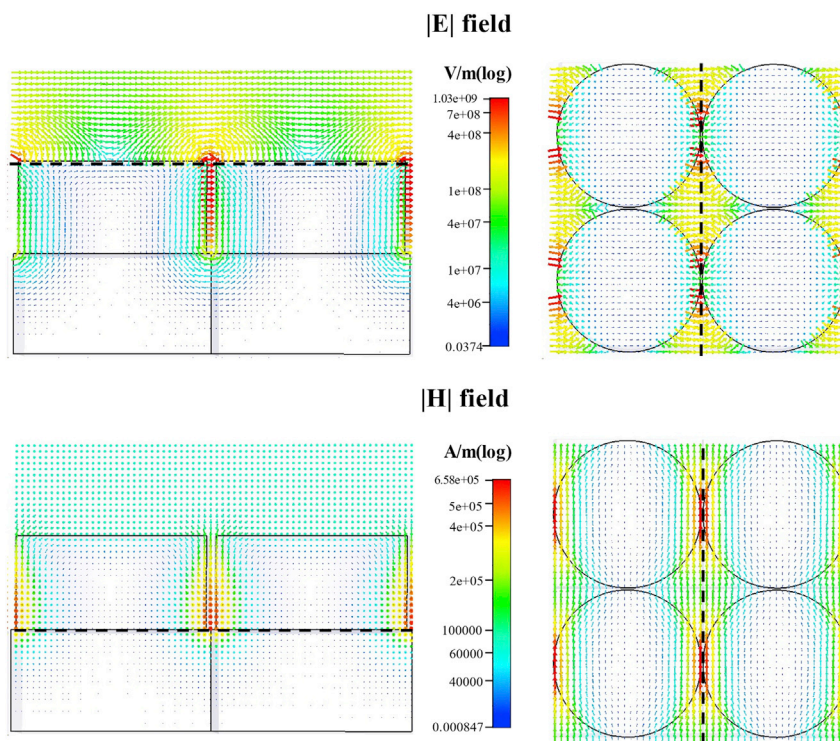 |E| field
V/m(log)
1.03e+09
7e+08
4e+08
1e+08
4e+07
1e+07
4e+06
0.0374
|H| field
A/m(log)
6.58e+05
5e+05
4e+05
2e+05
100000
60000
40000
0.000847